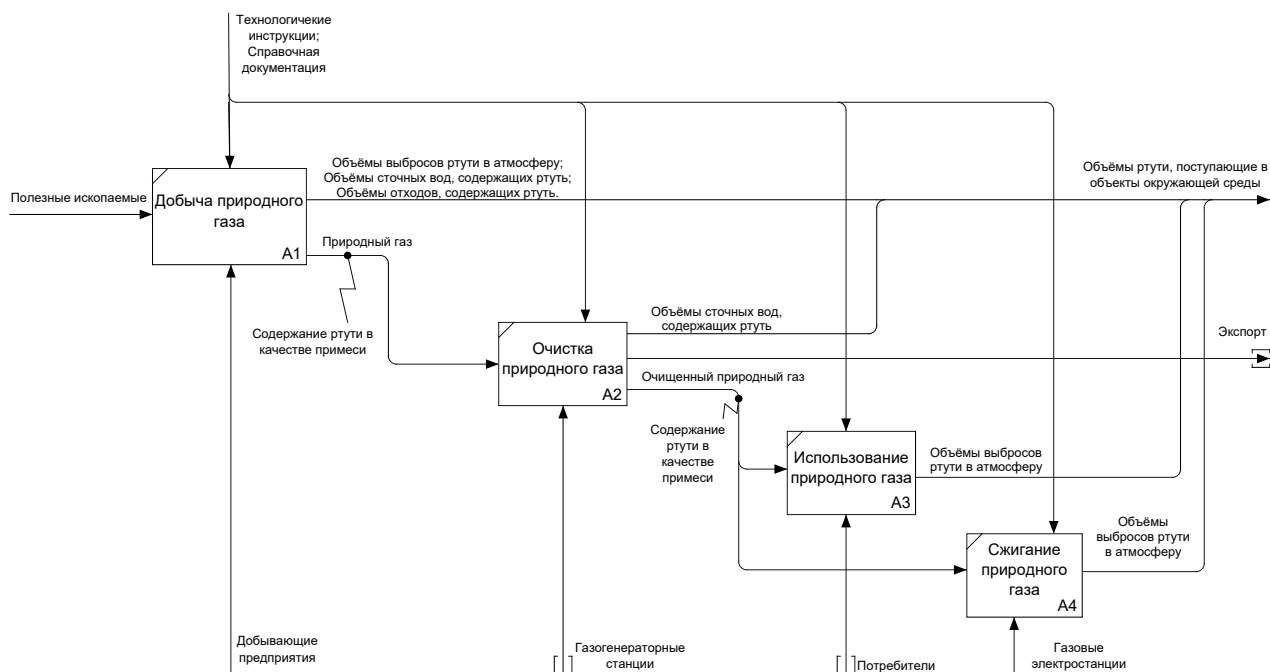 Технологичекие
инструкции;
Справочная
документация
Объёмы выбросов ртути в атмосферу;
Объёмы сточных вод, содержащих ртуть;
Объёмы отходов, содержащих ртуть.
Объёмы ртути, поступающие в
объекты окружающей среды
Полезные ископаемые
Добыча природного
газа
A1
Природный газ
Содержание ртути в
качестве примеси
Объёмы сточных вод,
содержащих ртуть
Экспорт
Очистка
природного газа
A2
Очищенный природный газ
Содержание
ртути в
качестве
примеси
Использование
природного газа
A3
Объёмы выбросов
ртути в атмосферу
Сжигание
природного
газа
A4
Объёмы
выбросов ртути
в атмосферу
Добывающие
предприятия
Газогенераторные
станции
Потребители
Газовые
электростанции